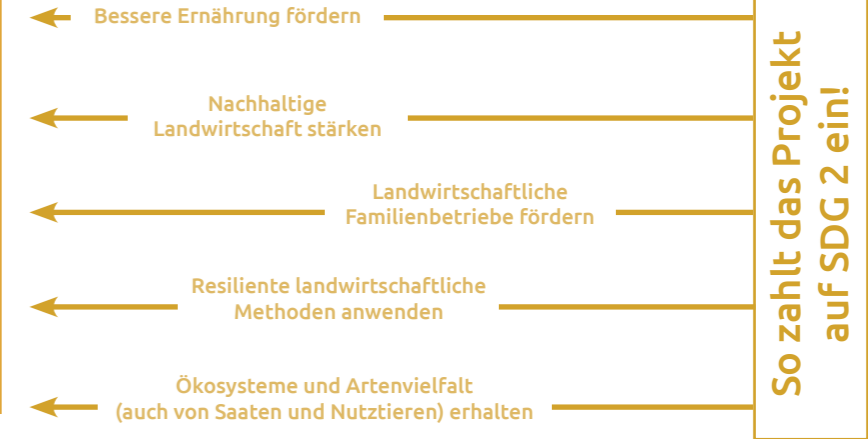 Bessere Ernährung fördern
Nachhaltige
Landwirtschaft stärken
Landwirtschaftliche
Familienbetriebe fördern
Resiliente landwirtschaftliche
Methoden anwenden
Ökosysteme und Artenvielfalt
(auch von Saaten und Nutztieren) erhalten
So zahlt das Projekt
auf SDG 2 ein!